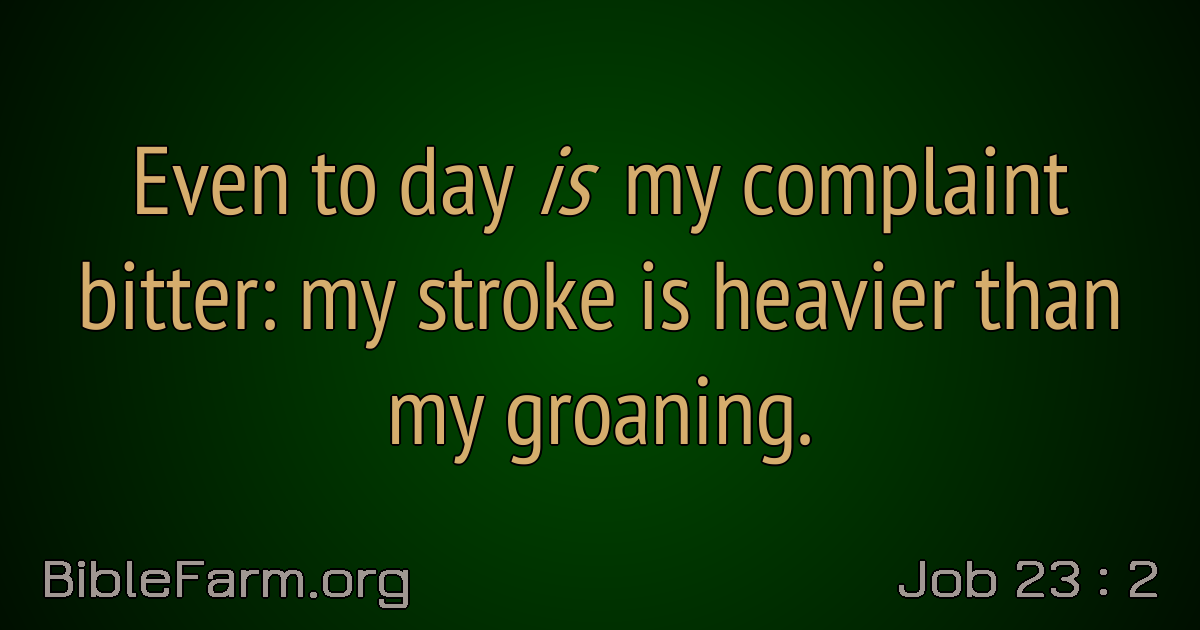 Even to day is my complaint
bitter: my stroke is heavier than
my groaning.
BibleFarm.org
Job 23 : 2